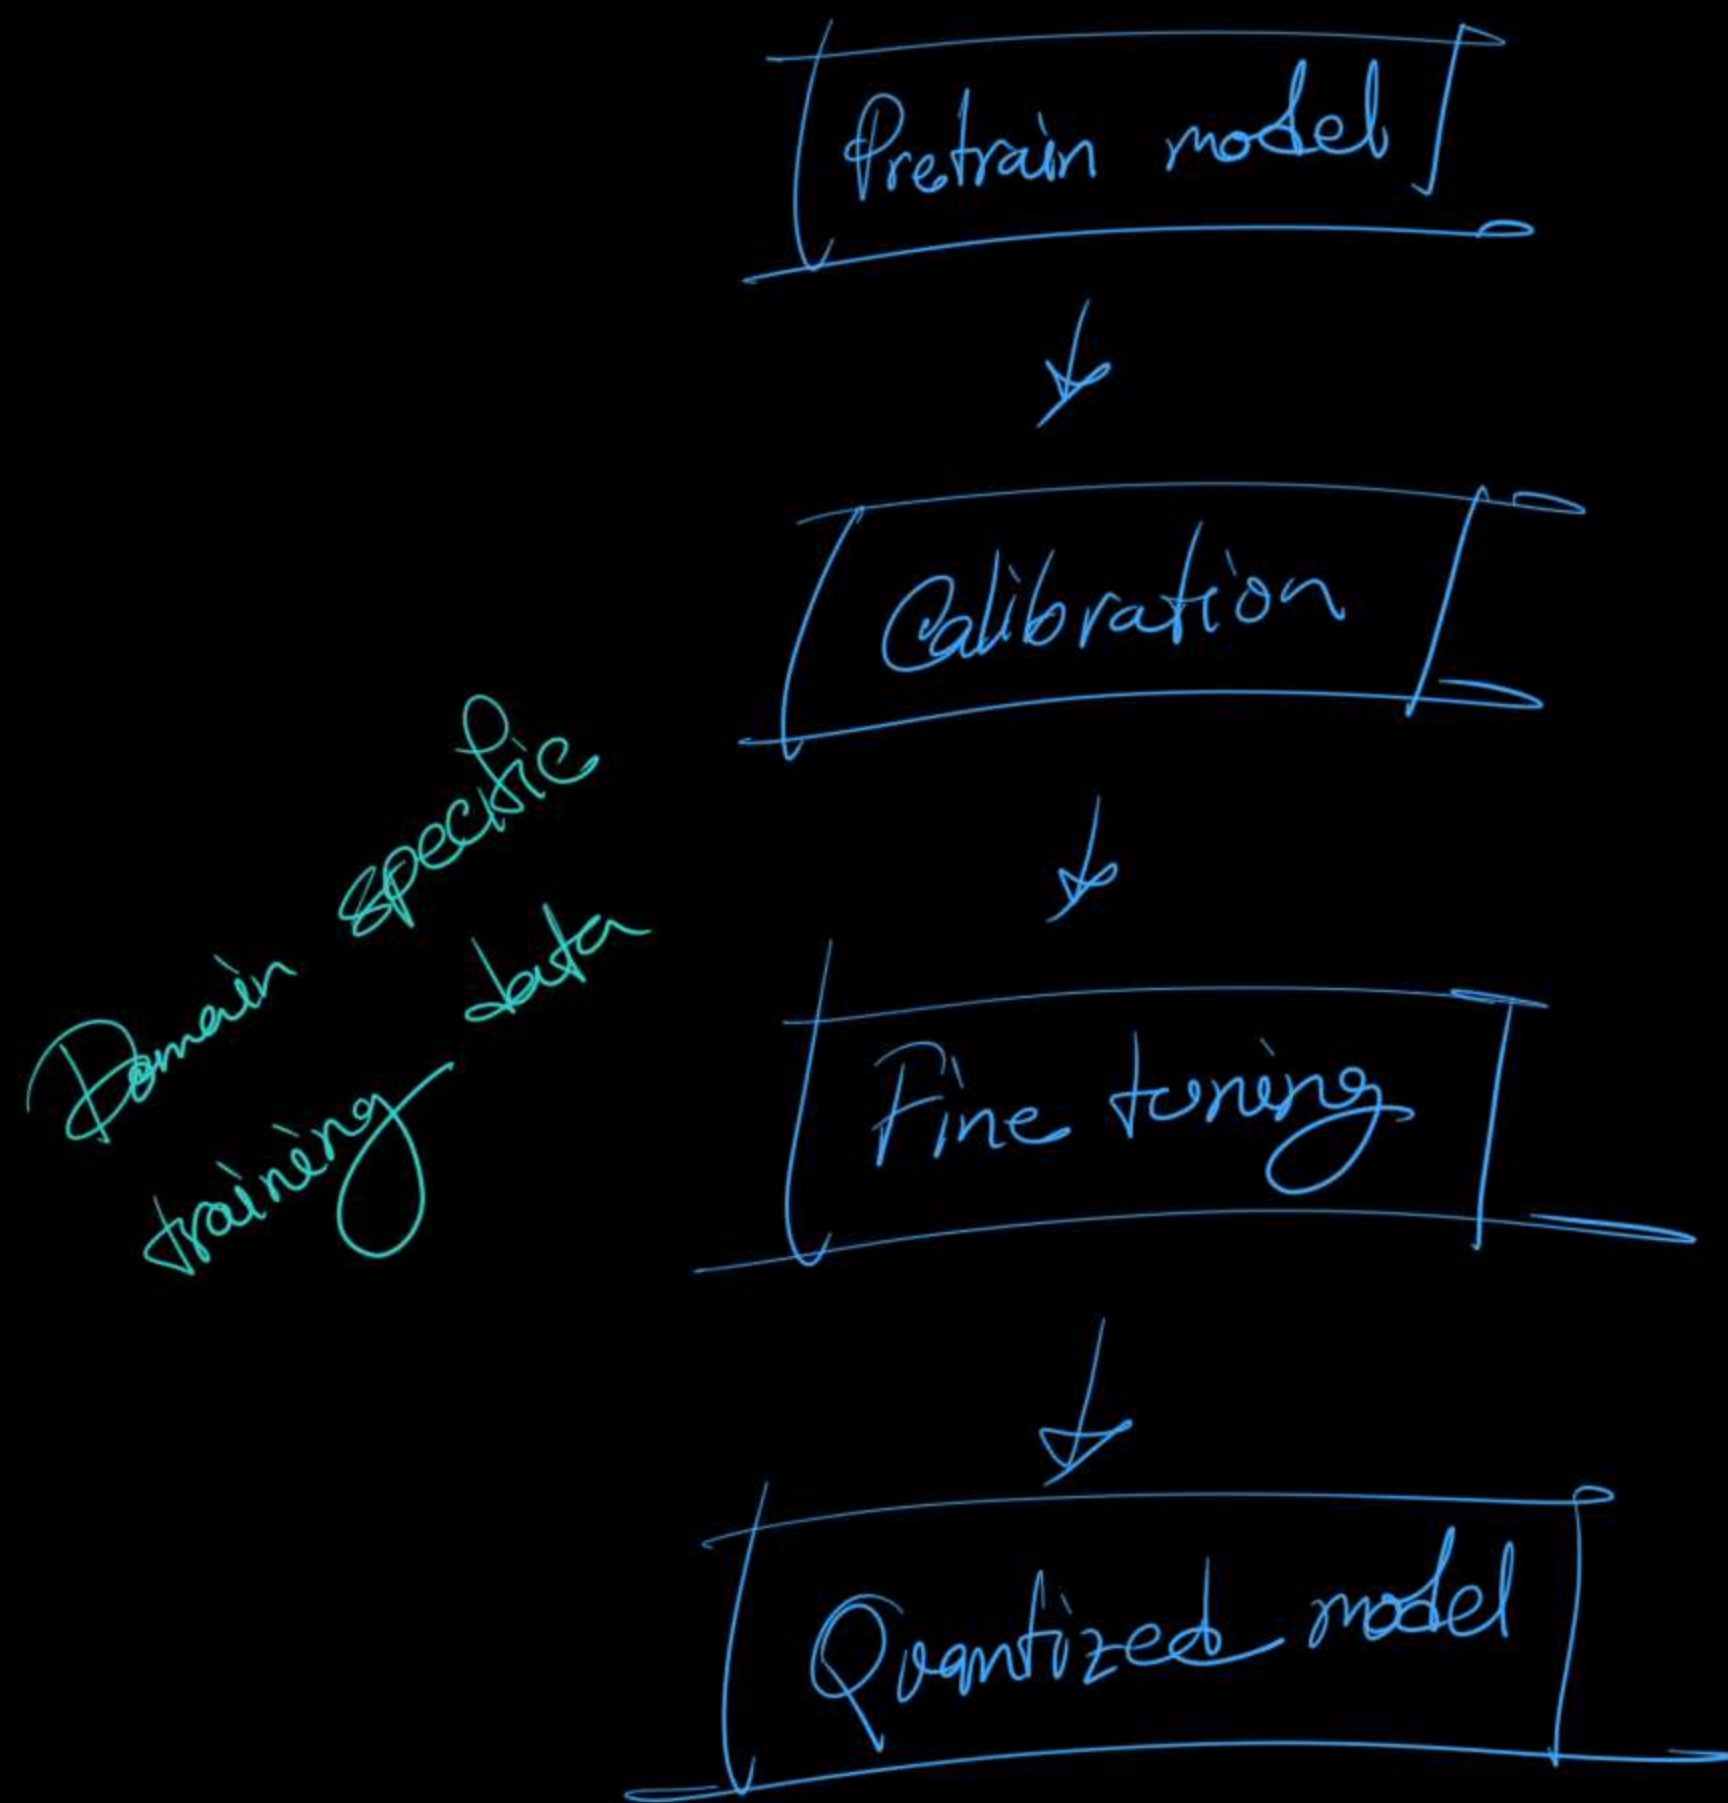 Pretrain model
Calibration
Domain specific
training data
Fine tuning
Quantized model